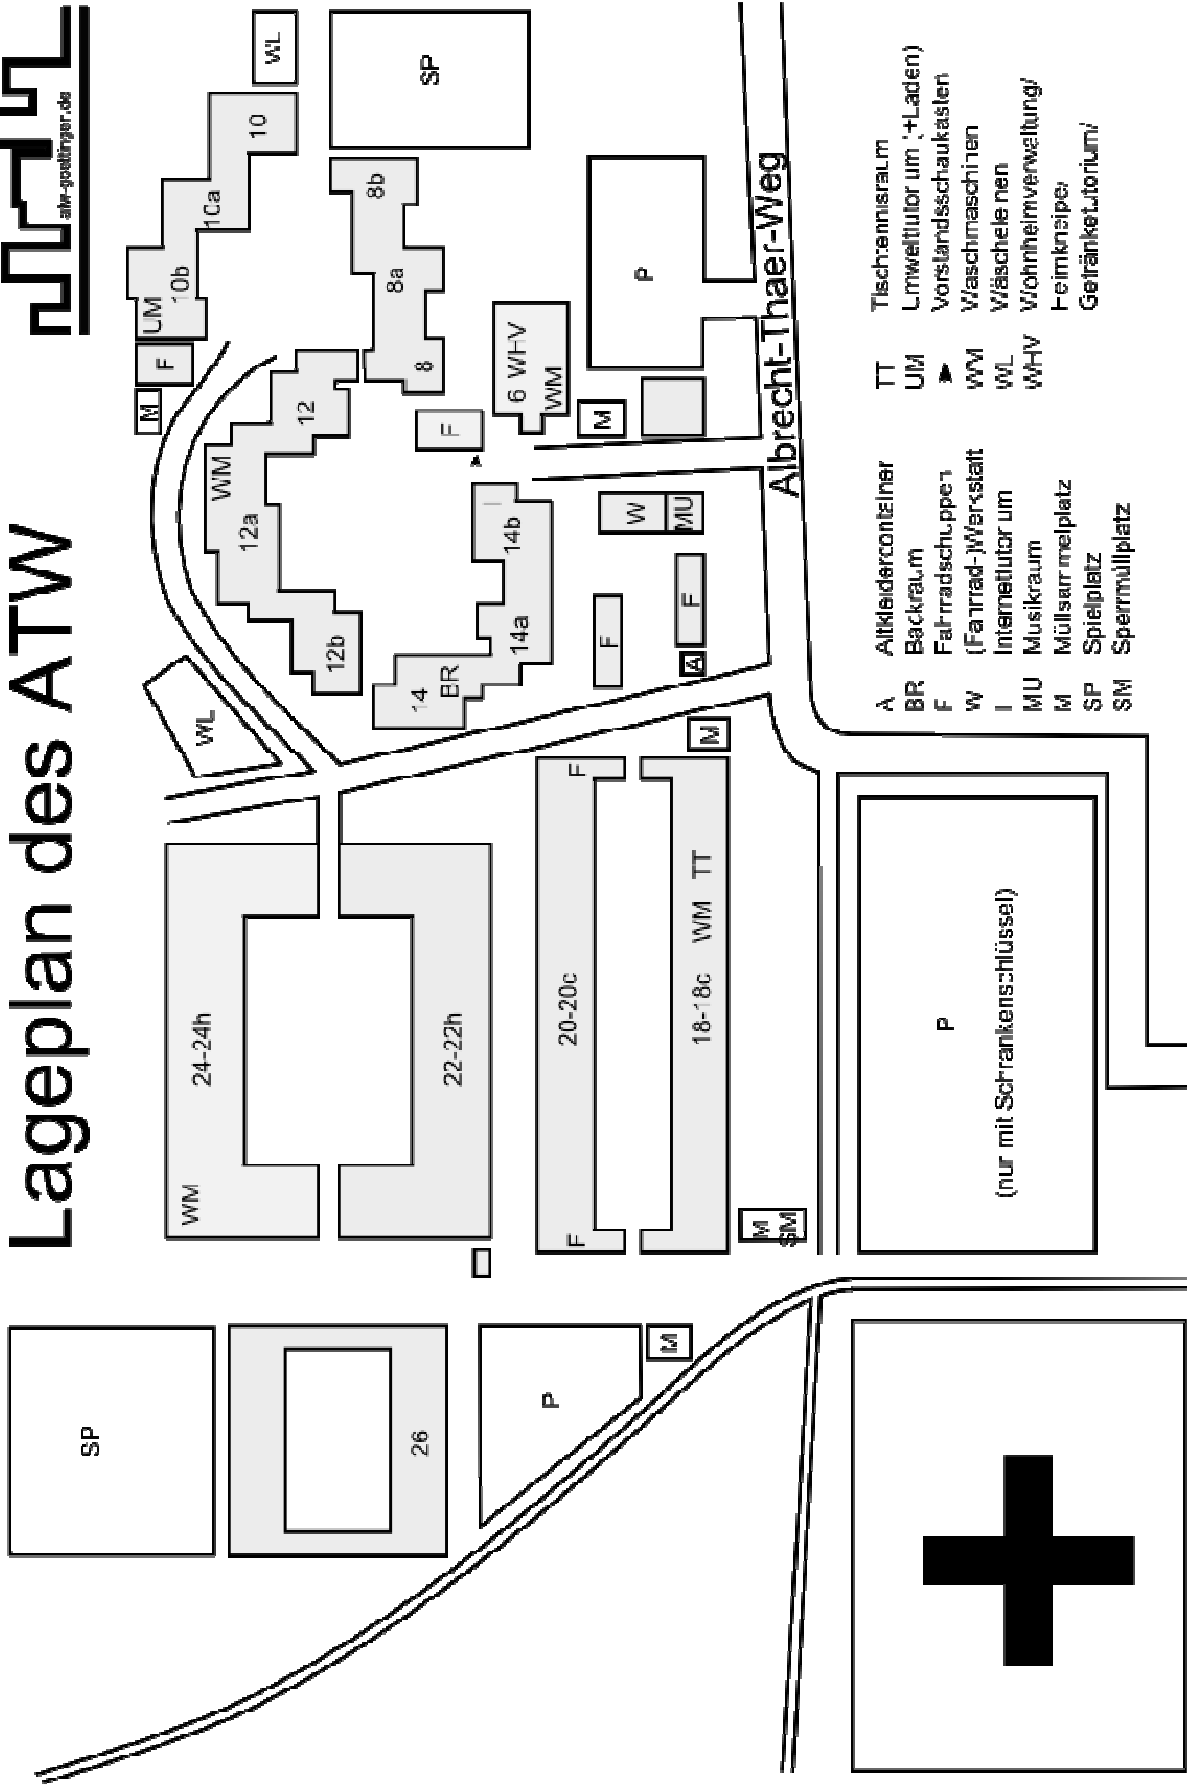 Lageplan des ATW
atw-goettingen.de
SP
26
P
M
WM
24-24h
22-22h
F
20-20c
F
18-18c WM TT
M
SM
M
P
(nur mit Schrankenschlüssel)
WL
12b
12a
WM
12
M
F
UM
10b
10a
10
WL
SP
8b
8a
8
F
6 WHV
WM
M
P
14
BR
14a
14b
I
F
F
A
W
MU
Albrecht-Thaer-Weg
A Altkleidercontainer
BR Backraum
F Fahrradschuppen
W (Fahrrad-)Werkstatt
I Internettutorium
MU Musikraum
M Müllsammelplatz
SP Spielplatz
SM Sperrmüllplatz
TT Tischtennisraum
UM Umwelttutorium (+Laden)
▶ Vorstandsschaukasten
WM Waschmaschinen
WL Wäscheleinen
WHV Wohnheimverwaltung/
Heimkneipe/
Getränketutorium/